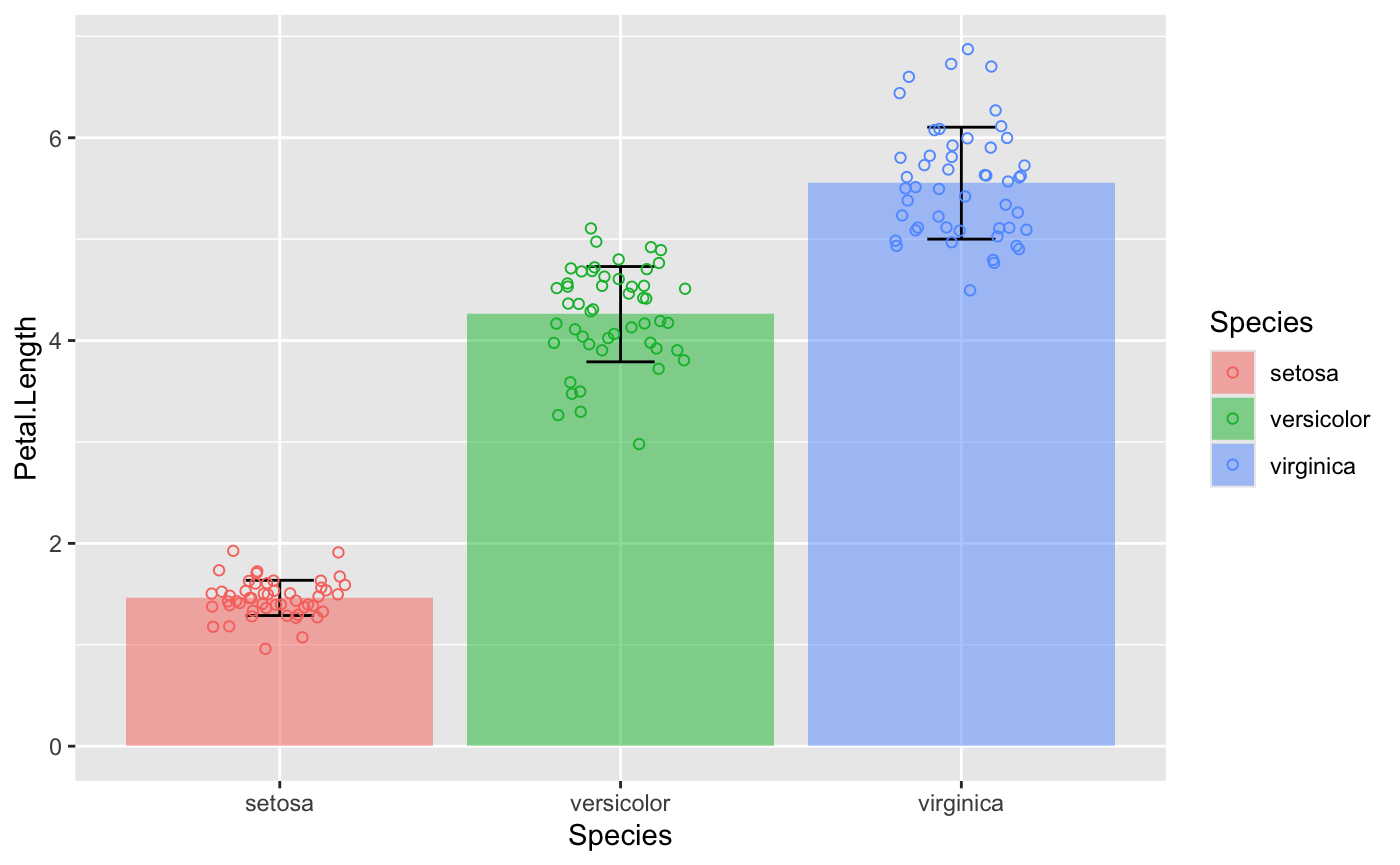 Petal.Length
6
4
2
0
setosa
versicolor
virginica
Species
Species
setosa
versicolor
virginica